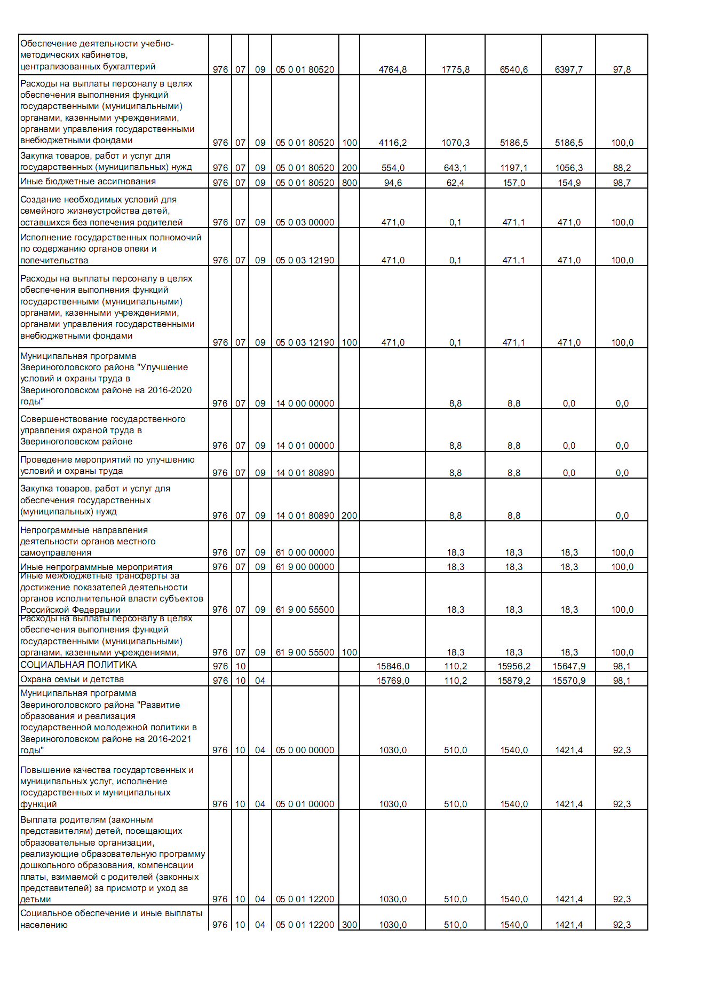 Обеспечение деятельности учебно-
методических кабинетов,
централизованных бухгалтерий 976 07 09 05 0 01 80520 4764,8 1775,8 6540,6 6397,7 97,8
Расходы на выплаты персоналу в целях
обеспечения выполнения функций
государственными (муниципальными)
органами, казенными учреждениями,
органами управления государственными
внебюджетными фондами 976 07 09 05 0 01 80520 100 4116,2 1070,3 5186,5 5186,5 100,0
Закупка товаров, работ и услуг для
государственных (муниципальных) нужд 976 07 09 05 0 01 80520 200 554,0 643,1 1197,1 1056,3 88,2
Иные бюджетные ассигнования 976 07 09 05 0 01 80520 800 94,6 62,4 157,0 154,9 98,7
Создание необходимых условий для
семейного жизнеустройства детей,
оставшихся без попечения родителей 976 07 09 05 0 03 00000 471,0 0,1 471,1 471,0 100,0
Исполнение государственных полномочий
по содержанию органов опеки и
попечительства 976 07 09 05 0 03 12190 471,0 0,1 471,1 471,0 100,0
Расходы на выплаты персоналу в целях
обеспечения выполнения функций
государственными (муниципальными)
органами, казенными учреждениями,
органами управления государственными
внебюджетными фондами 976 07 09 05 0 03 12190 100 471,0 0,1 471,1 471,0 100,0
Муниципальная программа
Звериноголовского района "Улучшение
условий и охраны труда в
Звериноголовском районе на 2016-2020
годы" 976 07 09 14 0 00 00000 8,8 8,8 0,0 0,0
Совершенствование государственного
управления охраной труда в
Звериноголовском районе 976 07 09 14 0 01 00000 8,8 8,8 0,0 0,0
Проведение мероприятий по улучшению
условий и охраны труда 976 07 09 14 0 01 80890 8,8 8,8 0,0 0,0
Закупка товаров, работ и услуг для
обеспечения государственных
(муниципальных) нужд 976 07 09 14 0 01 80890 200 8,8 8,8 0,0
Непрограммные направления
деятельности органов местного
самоуправления 976 07 09 61 0 00 00000 18,3 18,3 18,3 100,0
Иные непрограммные мероприятия 976 07 09 61 9 00 00000 18,3 18,3 18,3 100,0
Иные межбюджетные трансферты за
достижение показателей деятельности
органов исполнительной власти субъектов
Российской Федерации 976 07 09 61 9 00 55500 18,3 18,3 18,3 100,0
Расходы на выплаты персоналу в целях
обеспечения выполнения функций
государственными (муниципальными)
органами, казенными учреждениями, 976 07 09 61 9 00 55500 100 18,3 18,3 18,3 100,0
СОЦИАЛЬНАЯ ПОЛИТИКА 976 10 15846,0 110,2 15956,2 15647,9 98,1
Охрана семьи и детства 976 10 04 15769,0 110,2 15879,2 15570,9 98,1
Муниципальная программа
Звериноголовского района "Развитие
образования и реализация
государственной молодежной политики в
Звериноголовском районе на 2016-2021
годы" 976 10 04 05 0 00 00000 1030,0 510,0 1540,0 1421,4 92,3
Повышение качества государтсвенных и
муниципальных услуг, исполнение
государственных и муниципальных
функций 976 10 04 05 0 01 00000 1030,0 510,0 1540,0 1421,4 92,3
Выплата родителям (законным
представителям) детей, посещающих
образовательные организации,
реализующие образовательную программу
дошкольного образования, компенсации
платы, взимаемой с родителей (законных
представителей) за присмотр и уход за
детьми 976 10 04 05 0 01 12200 1030,0 510,0 1540,0 1421,4 92,3
Социальное обеспечение и иные выплаты
населению 976 10 04 05 0 01 12200 300 1030,0 510,0 1540,0 1421,4 92,3